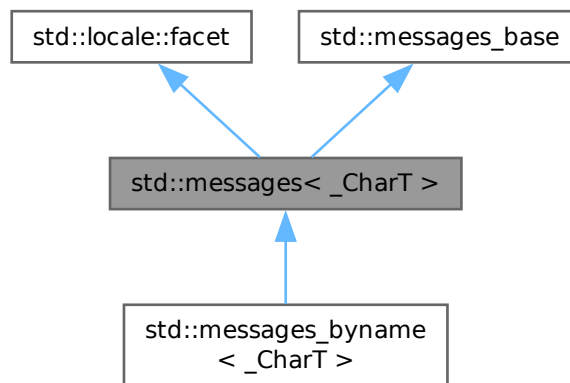 std::locale::facet
std::messages_base
std::messages< _CharT >
std::messages_byname
< _CharT >